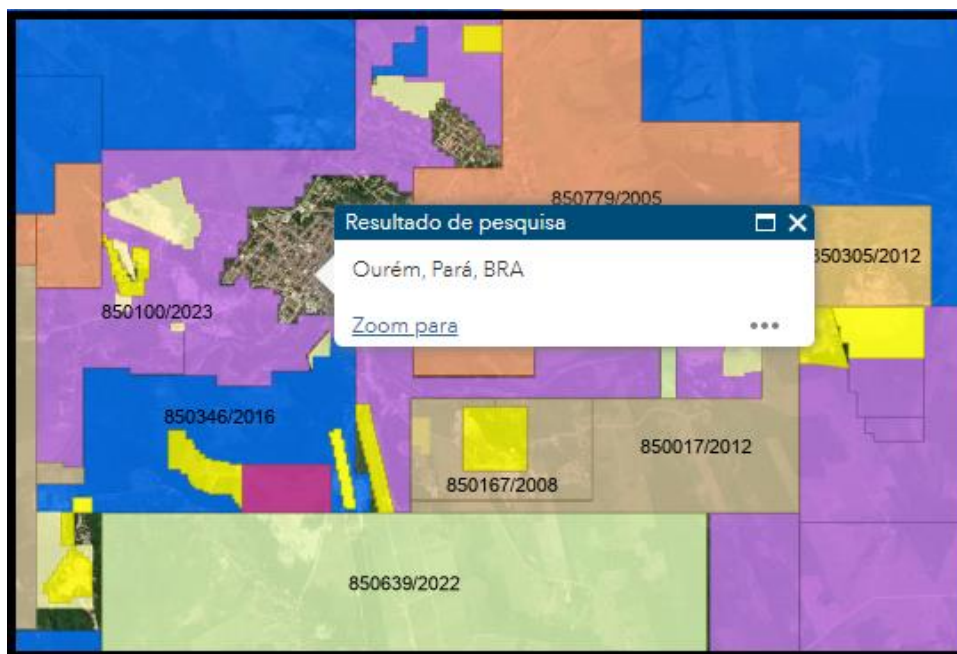 850779/2005
Resultado de pesquisa
850305/2012
Ourém, Pará, BRA
850100/2023
Zoom para
850346/2016
850017/2012
850167/2008
850639/2022